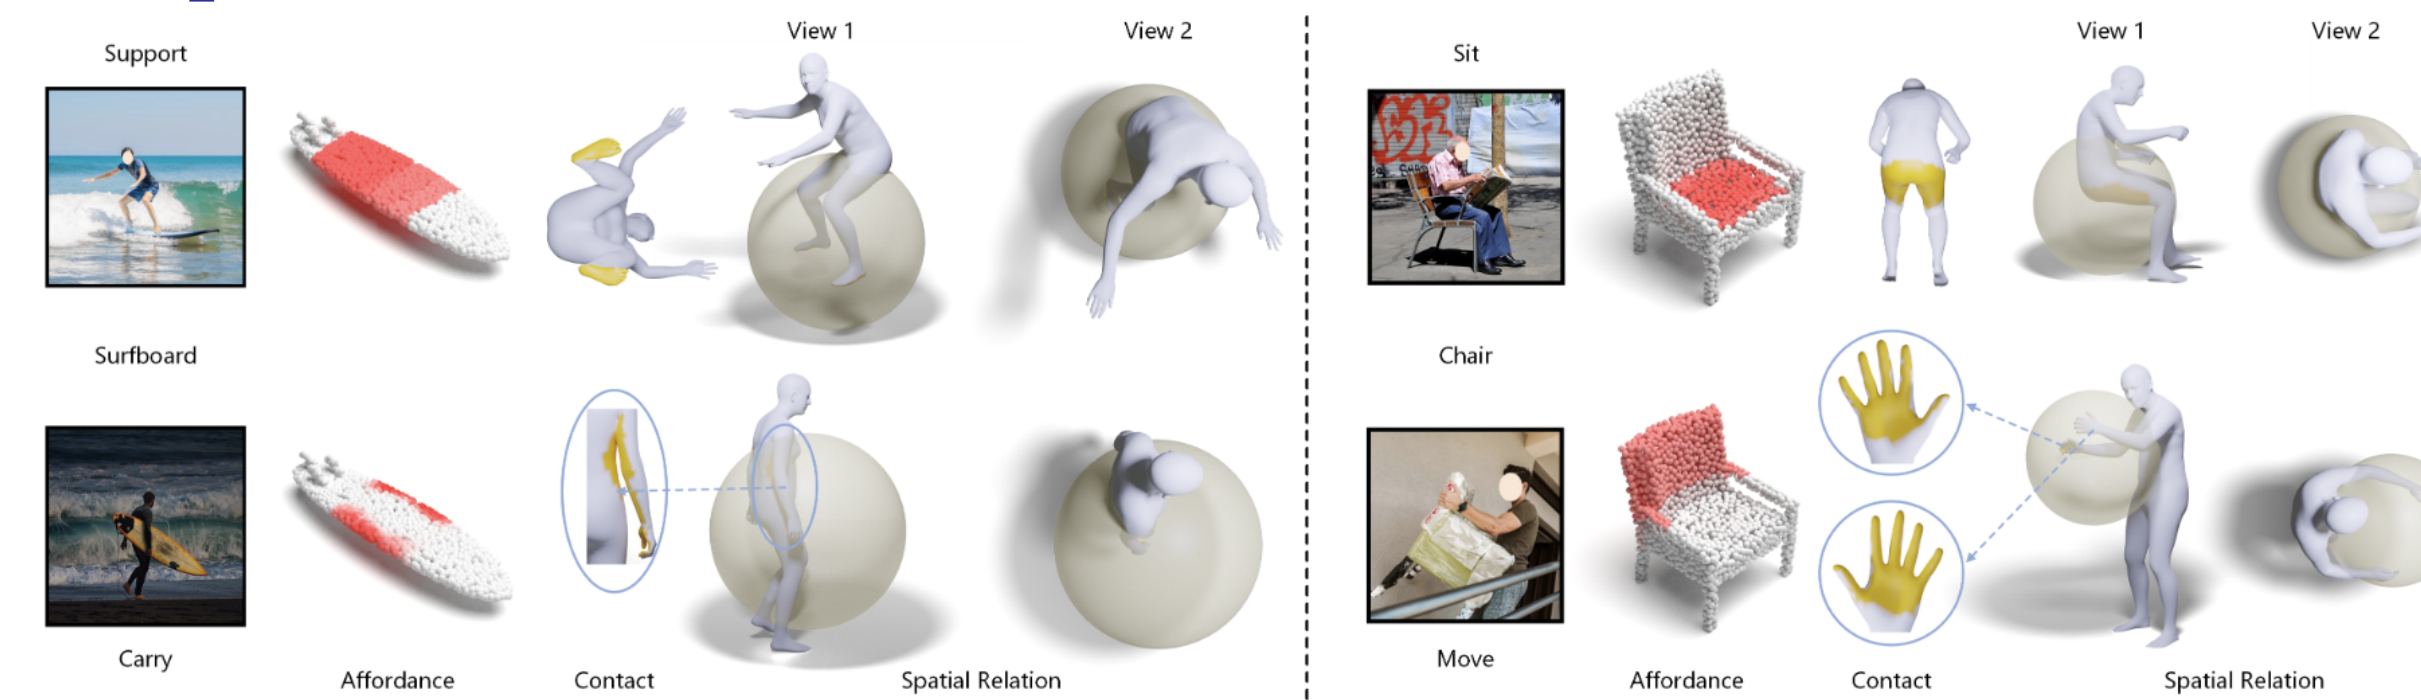 Support
View 1
View 2
Surfboard
Carry
Affordance
Contact
Spatial Relation
Sit
View 1
View 2
Chair
Move
Affordance
Contact
Spatial Relation